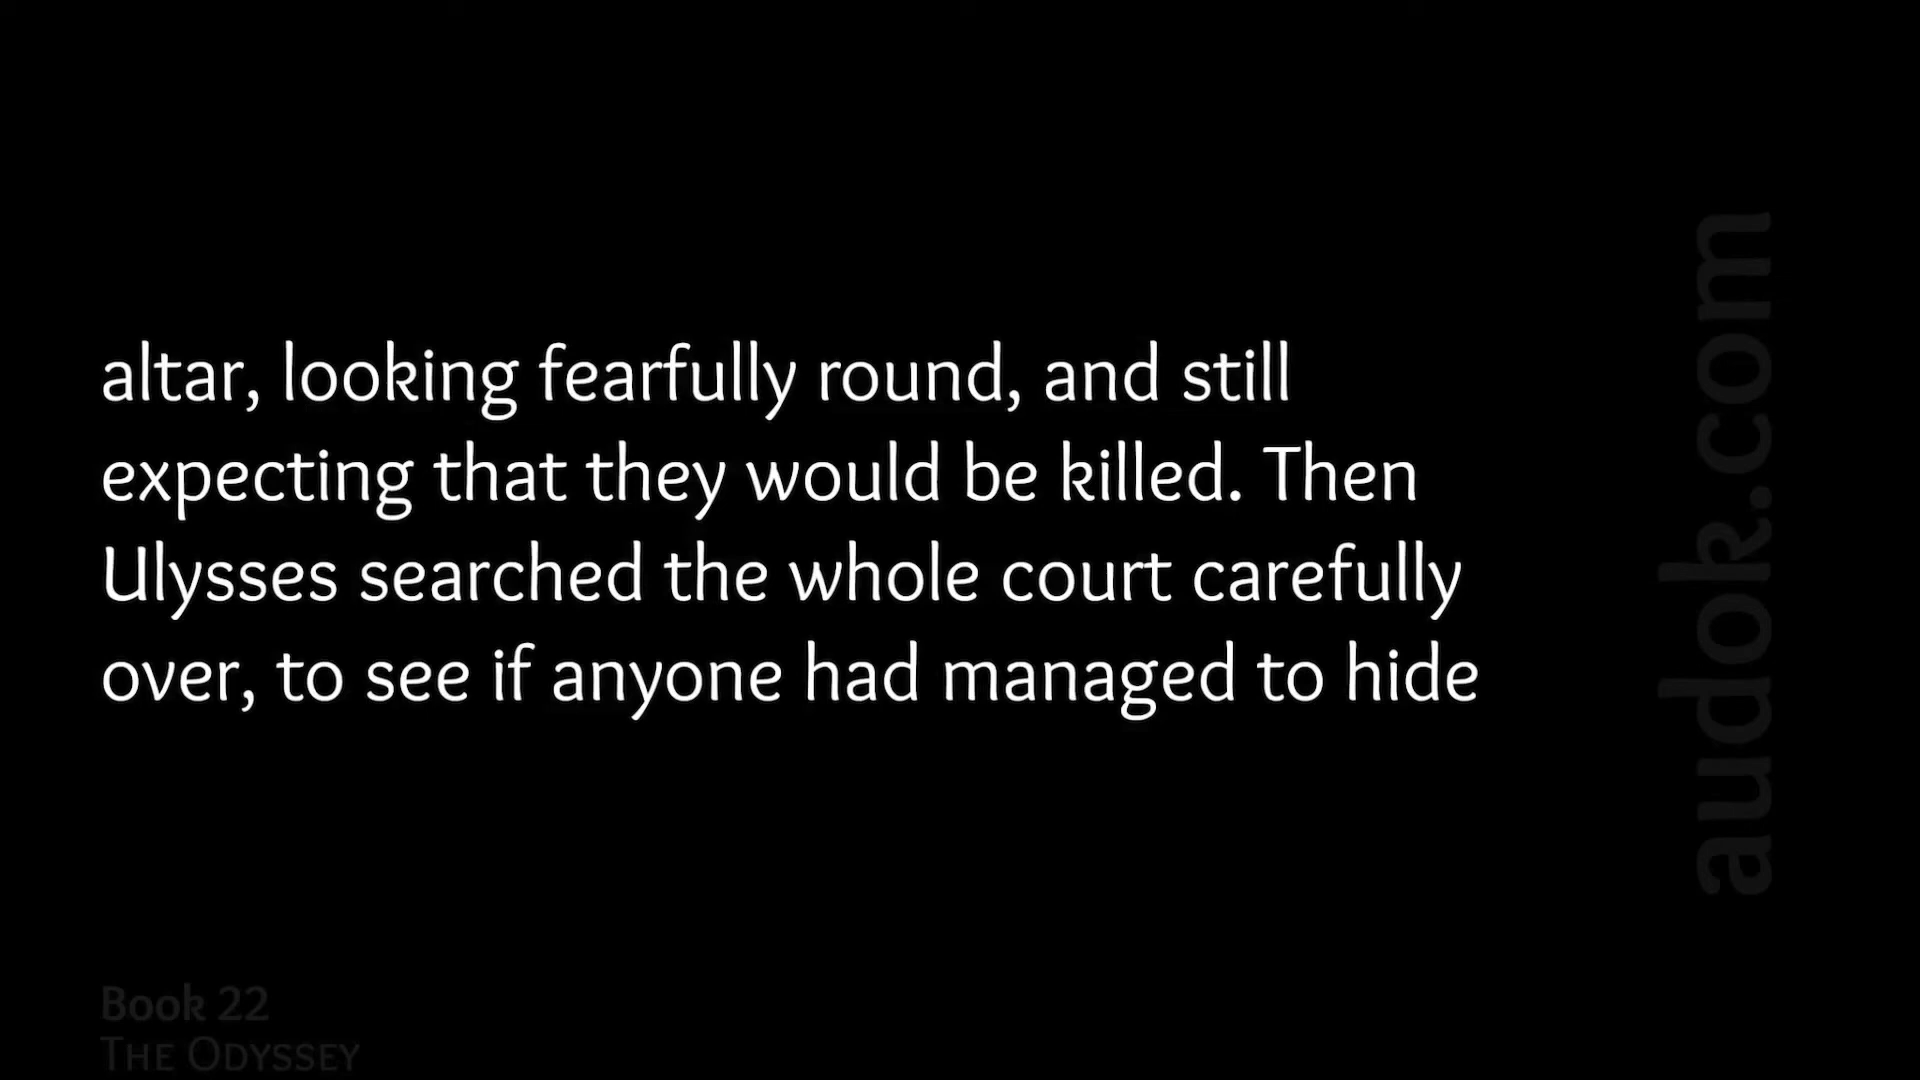 altar, looking fearfully round, and still
expecting that they would be killed. Then
Ulysses searched the whole court carefully
over, to see if anyone had managed to hide
audok.com
Book 22
THE ODYSSEY